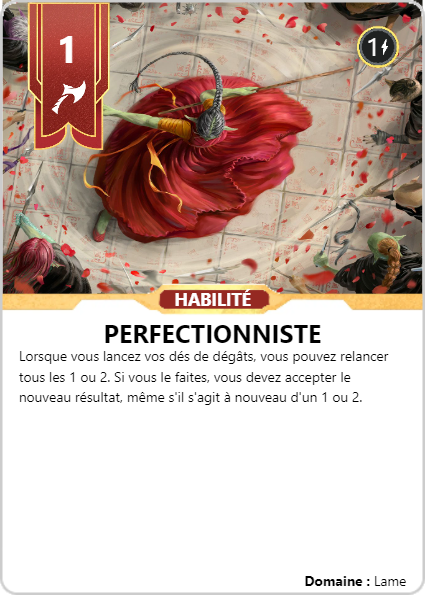 1
1
HABILITÉ
PERFECTIONNISTE
Lorsque vous lancez vos dés de dégâts, vous pouvez relancer
tous les 1 ou 2. Si vous le faites, vous devez accepter le
nouveau résultat, même s'il s'agit à nouveau d'un 1 ou 2.
Domaine : Lame